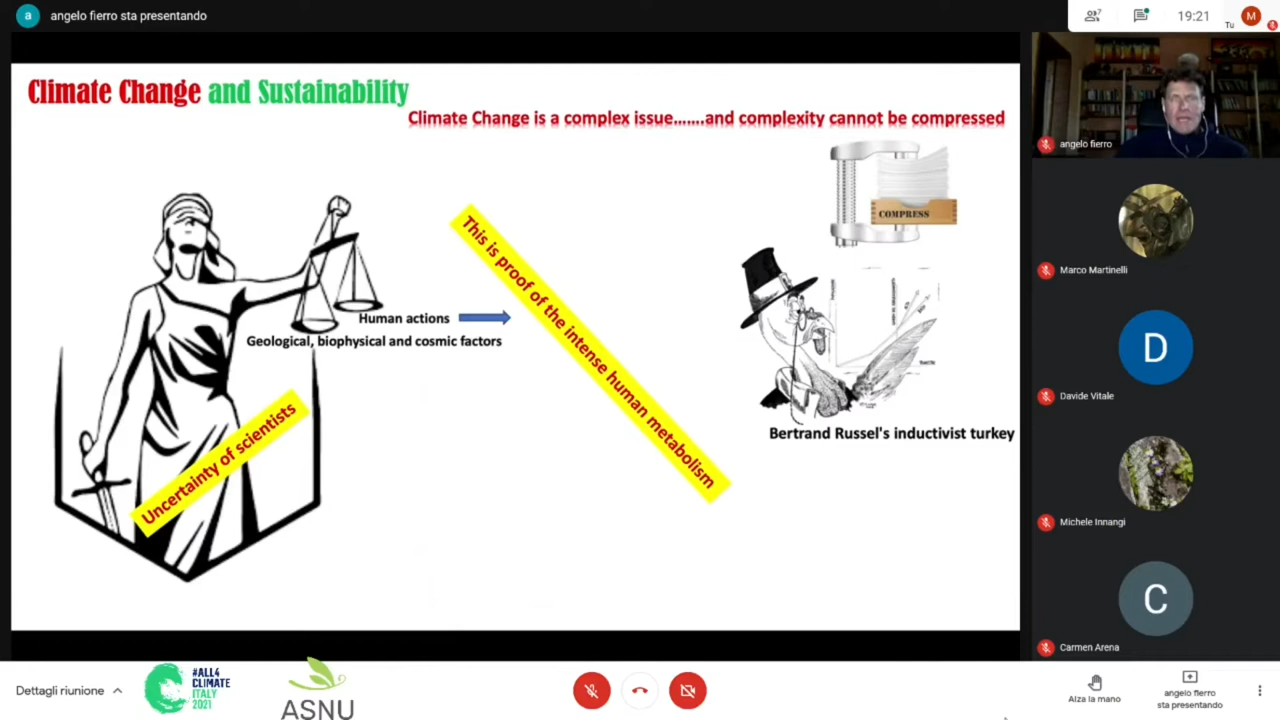 a angelo fierro sta presentando
7
19:21
Tu
M
Climate Change and Sustainability
Climate Change is a complex issue.......and complexity cannot be compressed
COMPRESS
This is proof of the intense human metabolism
Human actions
Geological, biophysical and cosmic factors
Uncertainty of scientists
Bertrand Russel's inductivist turkey
angelo fierro
Marco Martinelli
D
Davide Vitale
Michele Innangi
C
Carmen Arena
Dettagli riunione
#ALL4
CLIMATE
ITALY
2021
ASNU
Alza la mano
angelo fierro
sta presentando